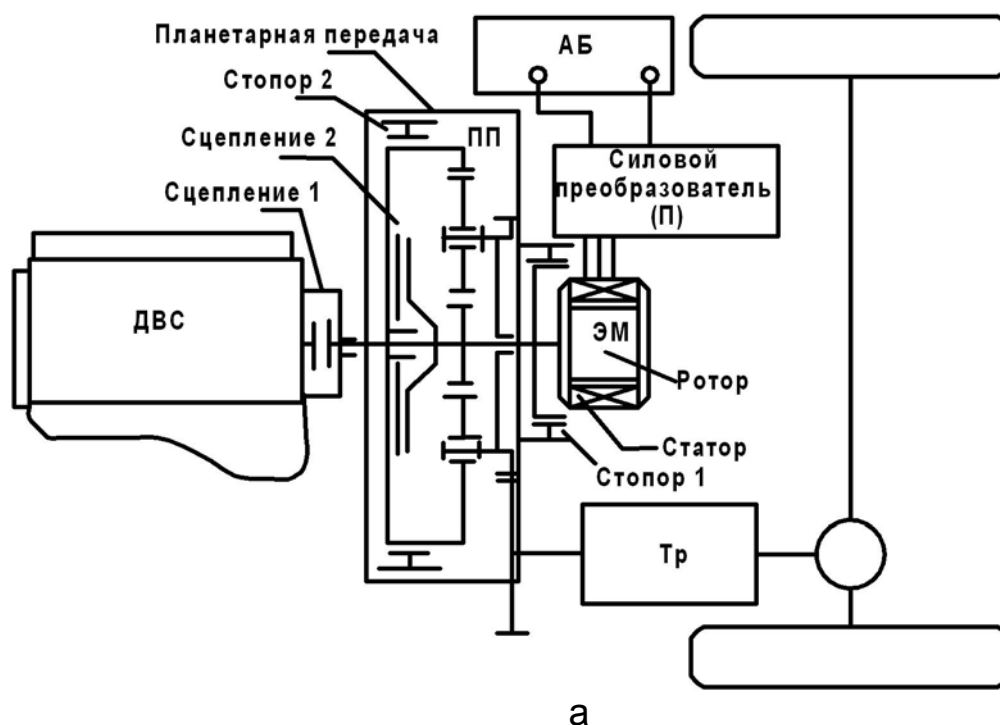 Планетарная передача
АБ
Стопор 2
ПП
Сцепление 2
Силовой
преобразователь
(П)
Сцепление 1
ДВС
ЭМ
Ротор
Статор
Стопор 1
Тр
а